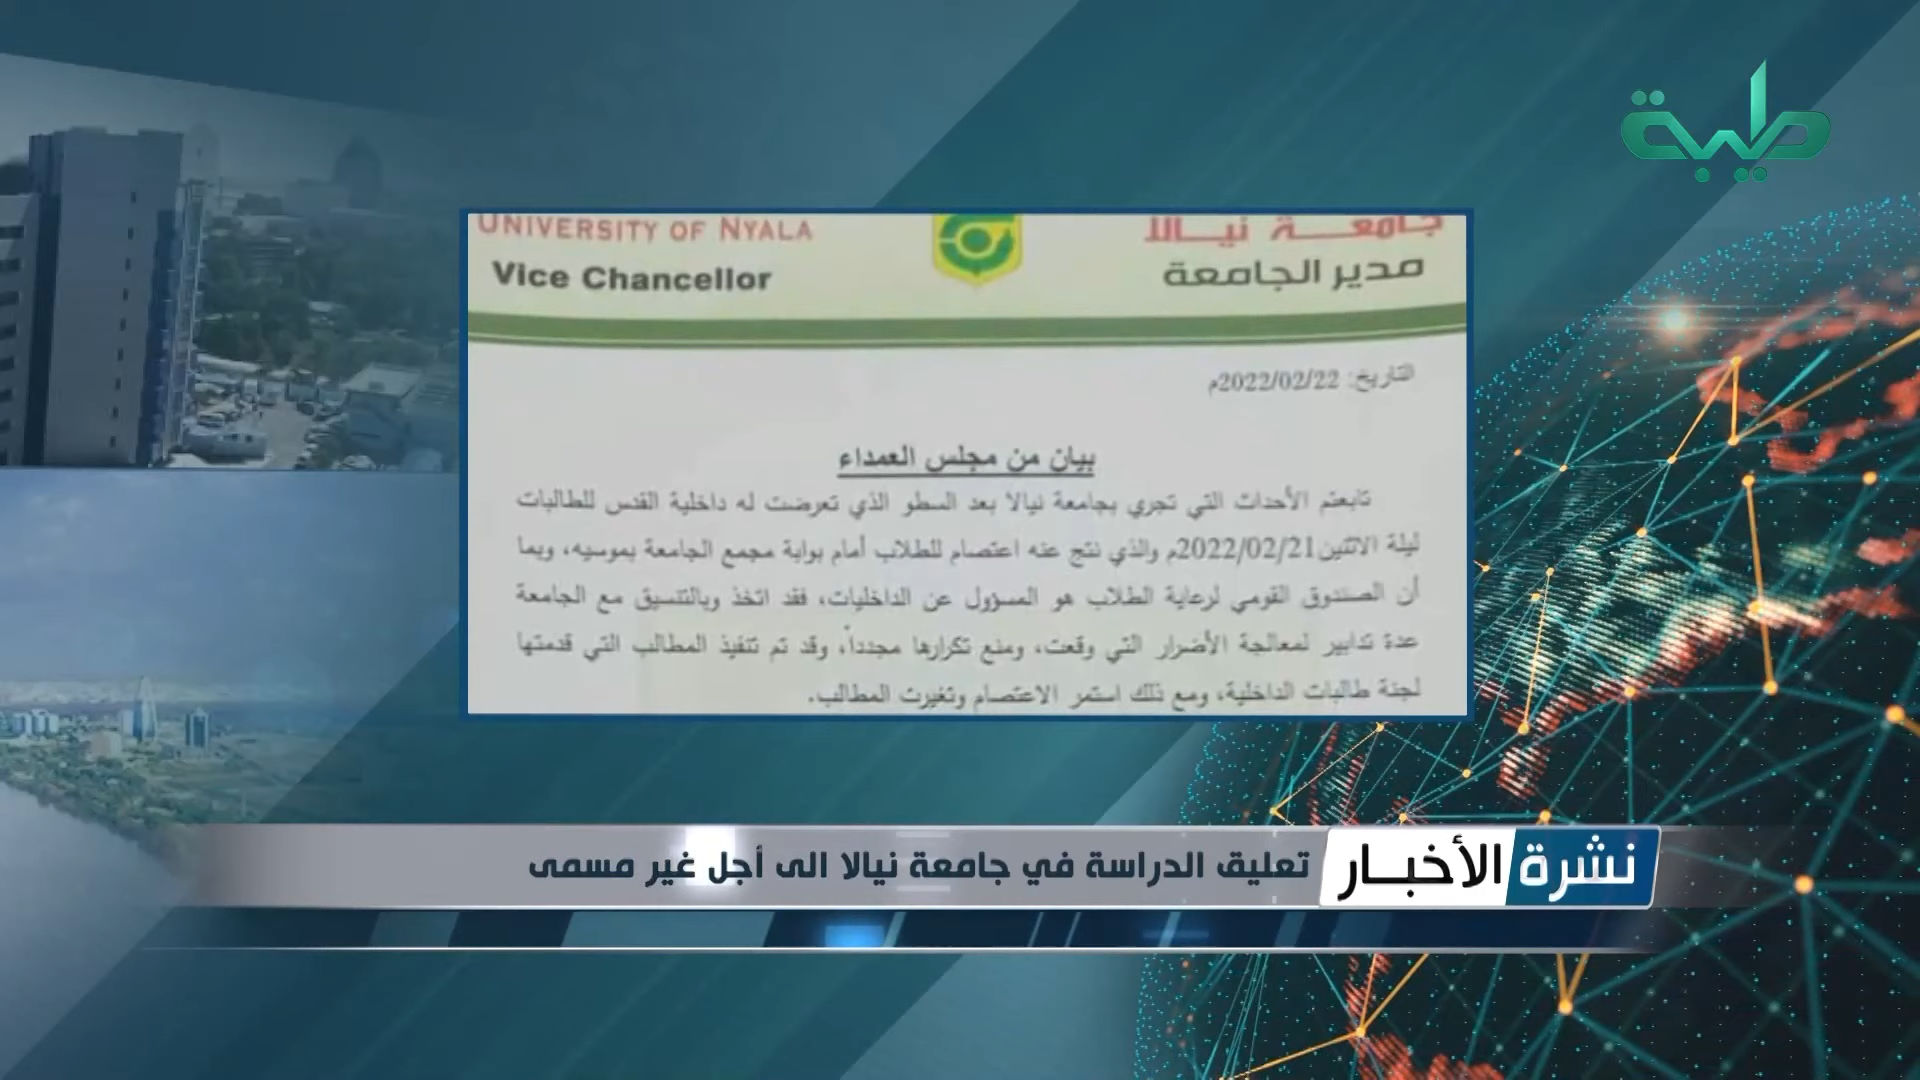 طيبة
UNIVERSITY OF NYALA
جامعة نيالا
Vice Chancellor
مدير الجامعة
التاريخ: 2022/02/22م
بيان من مجلس العمداء
تابعتم الأحداث التي تجري بجامعة نيالا بعد السطو الذي تعرضت له داخلية القدس للطالبات
ليلة الاثنين2022/02/21م والذي نتج عنه اعتصام للطلاب أمام بوابة مجمع الجامعة بموسيه، وبما
أن الصندوق القومي لرعاية الطلاب هو المسؤول عن الداخليات، فقد اتخذ وبالتنسيق مع الجامعة
عدة تدابير لمعالجة الأضرار التي وقعت، ومنع تكرارها مجدداً، وقد تم تنفيذ المطالب التي قدمتها
لجنة طالبات الداخلية، ومع ذلك استمر الاعتصام وتغيرت المطالب.
نشرة الأخبار
تعليق الدراسة في جامعة نيالا الى أجل غير مسمى